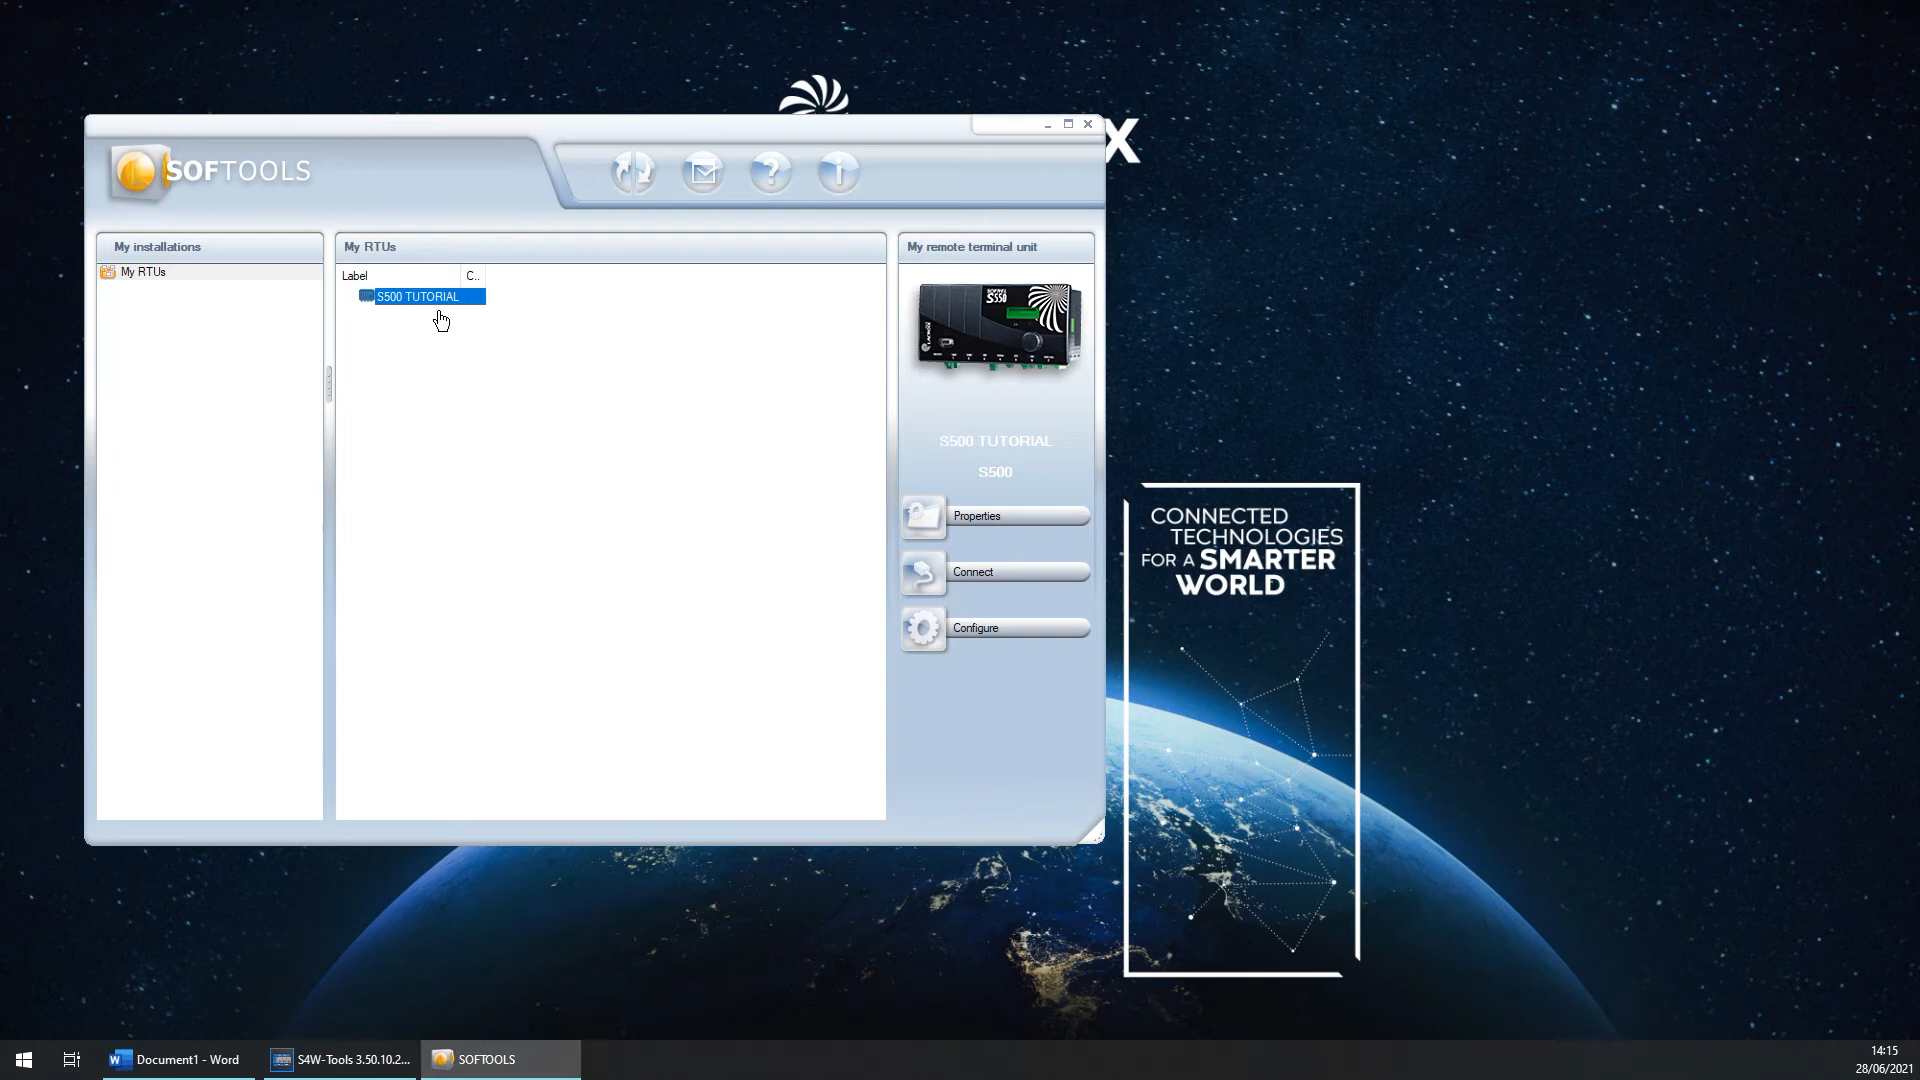 X
SOFTOOLS
My installations
My RTUs
My remote terminal unit
My RTUs
Label
C..
S500 TUTORIAL
SOFREL
S550
LACROIX
S500 TUTORIAL
S500
Properties
Connect
Configure
CONNECTED
TECHNOLOGIES
FOR A SMARTER
WORLD
Document1 - Word
S4W-Tools 3.50.10.2...
SOFTOOLS
14:15
28/06/2021